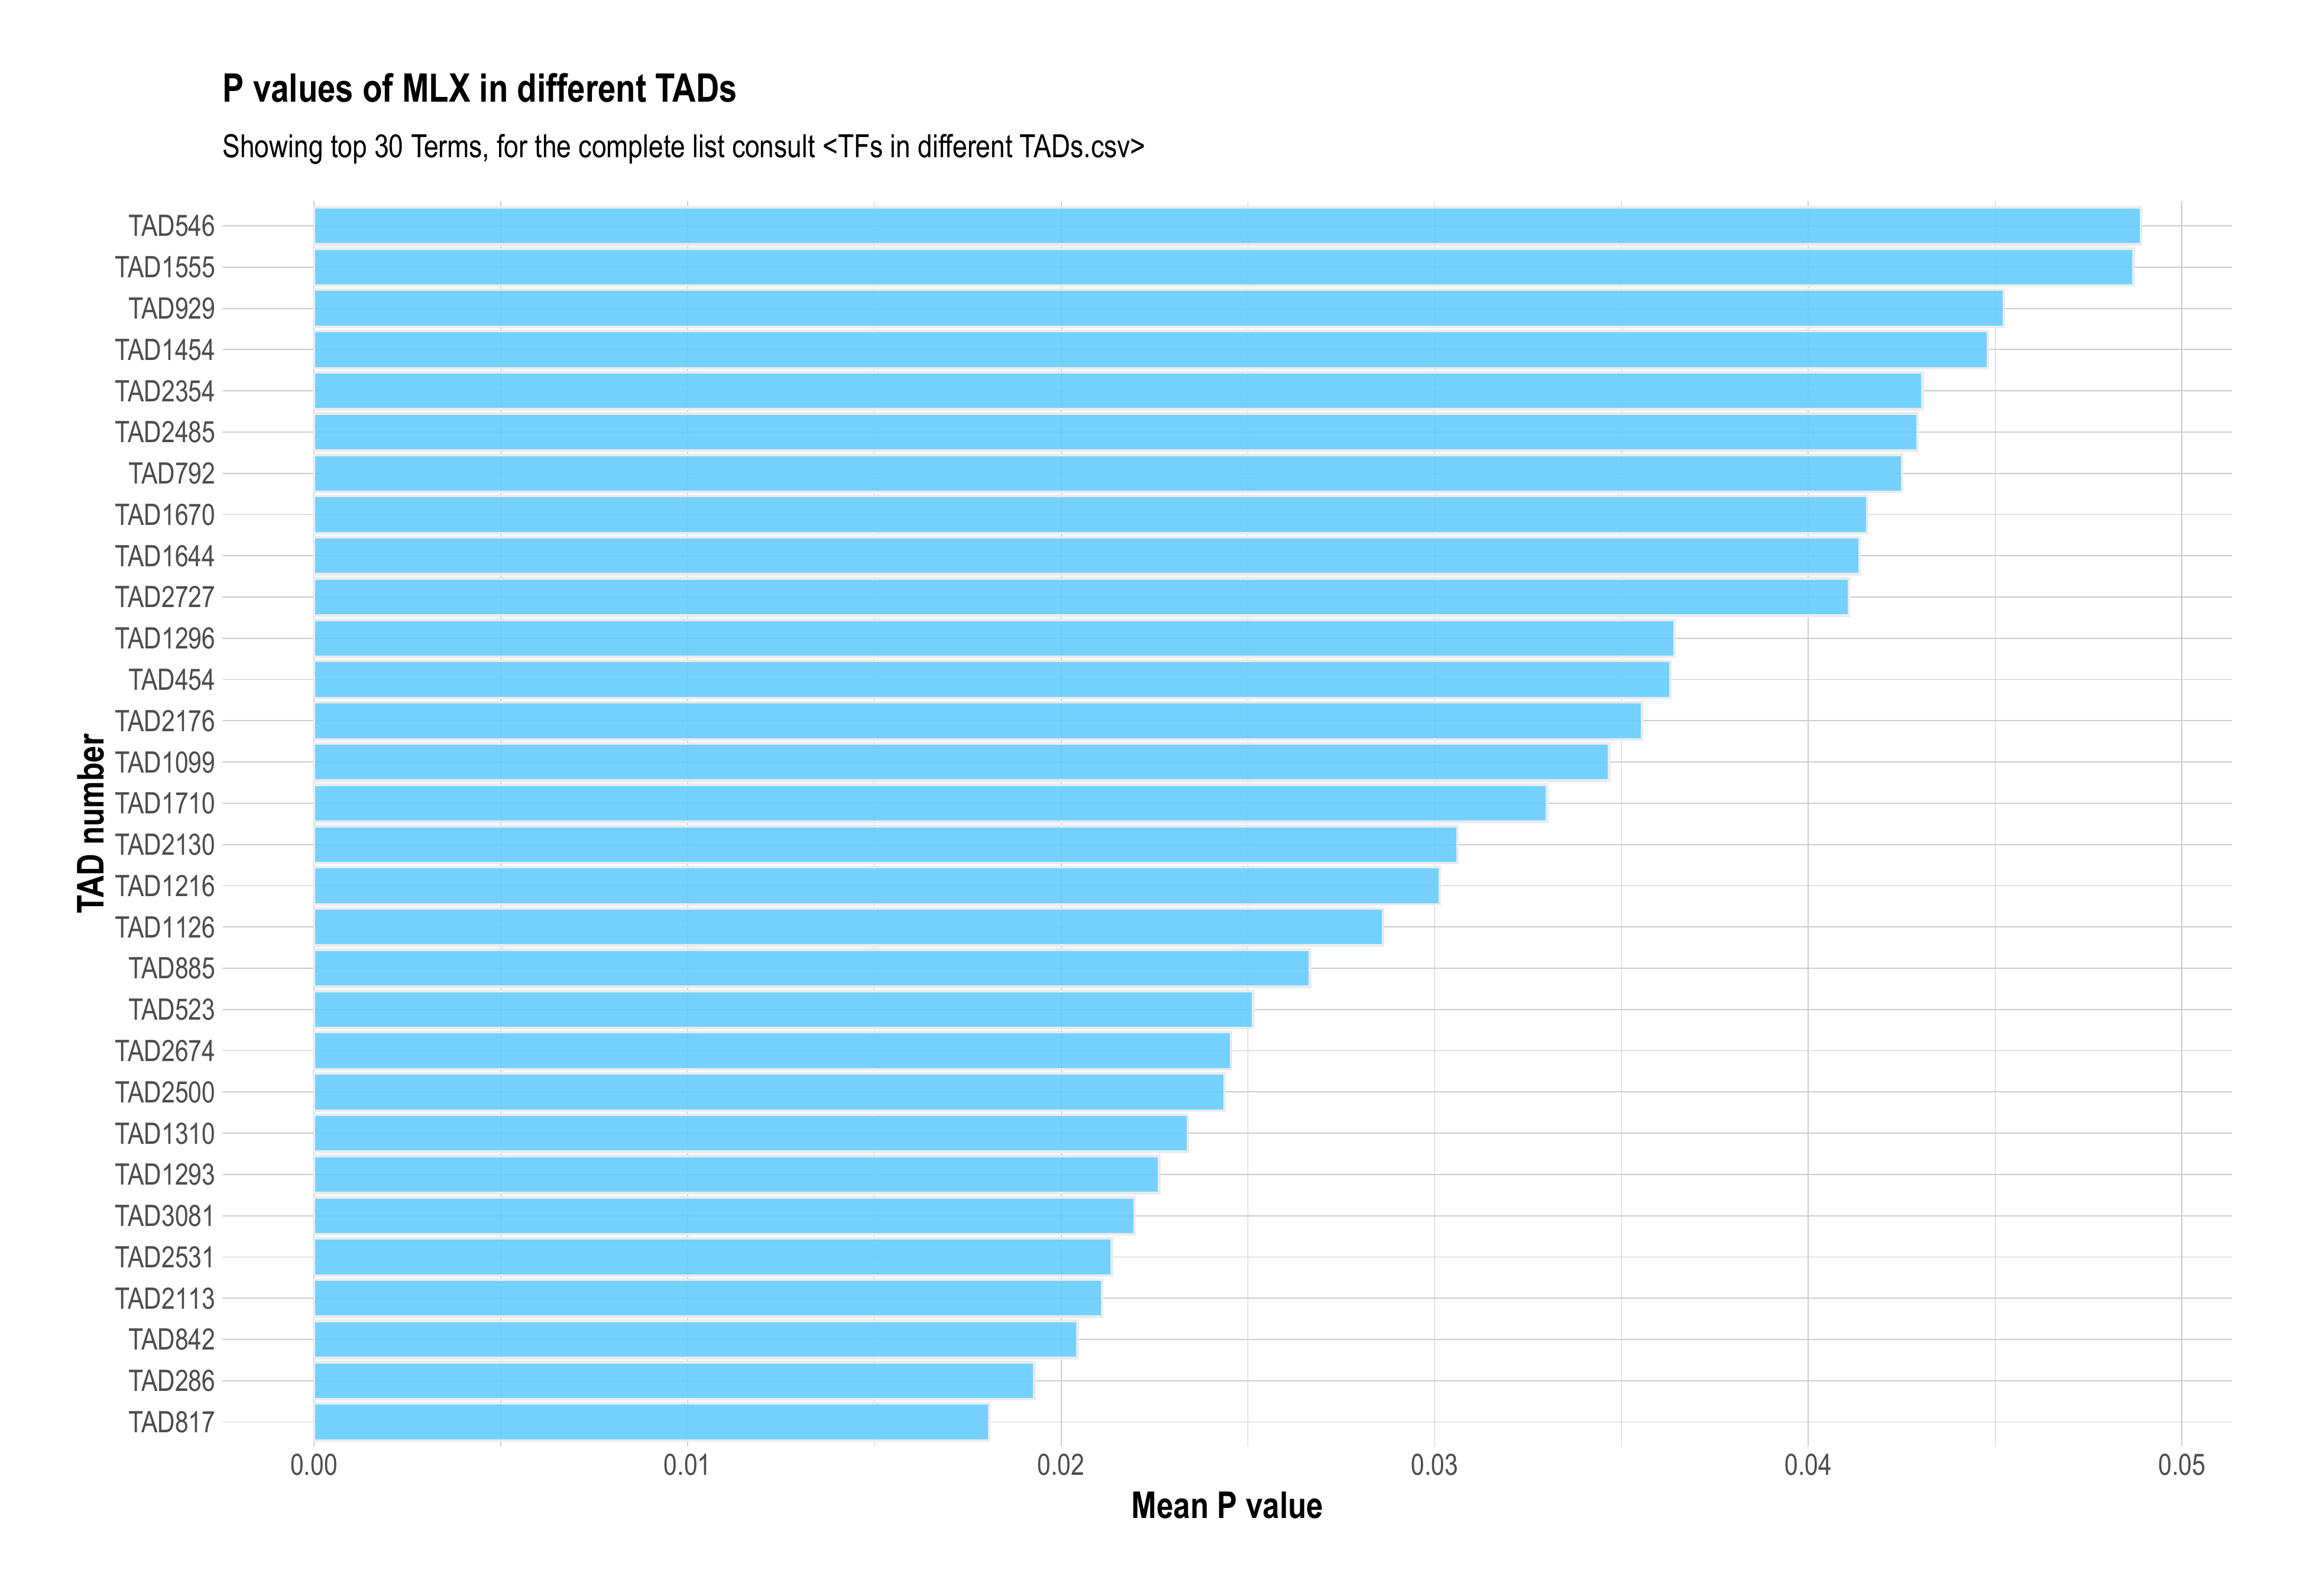 P values of MLX in different TADs
Showing top 30 Terms, for the complete list consult <TFs in different TADs.csv>
TAD number
TAD546
TAD1555
TAD929
TAD1454
TAD2354
TAD2485
TAD792
TAD1670
TAD1644
TAD2727
TAD1296
TAD454
TAD2176
TAD1099
TAD1710
TAD2130
TAD1216
TAD1126
TAD885
TAD523
TAD2674
TAD2500
TAD1310
TAD1293
TAD3081
TAD2531
TAD2113
TAD842
TAD286
TAD817
0.00 0.01 0.02 0.03 0.04 0.05
Mean P value